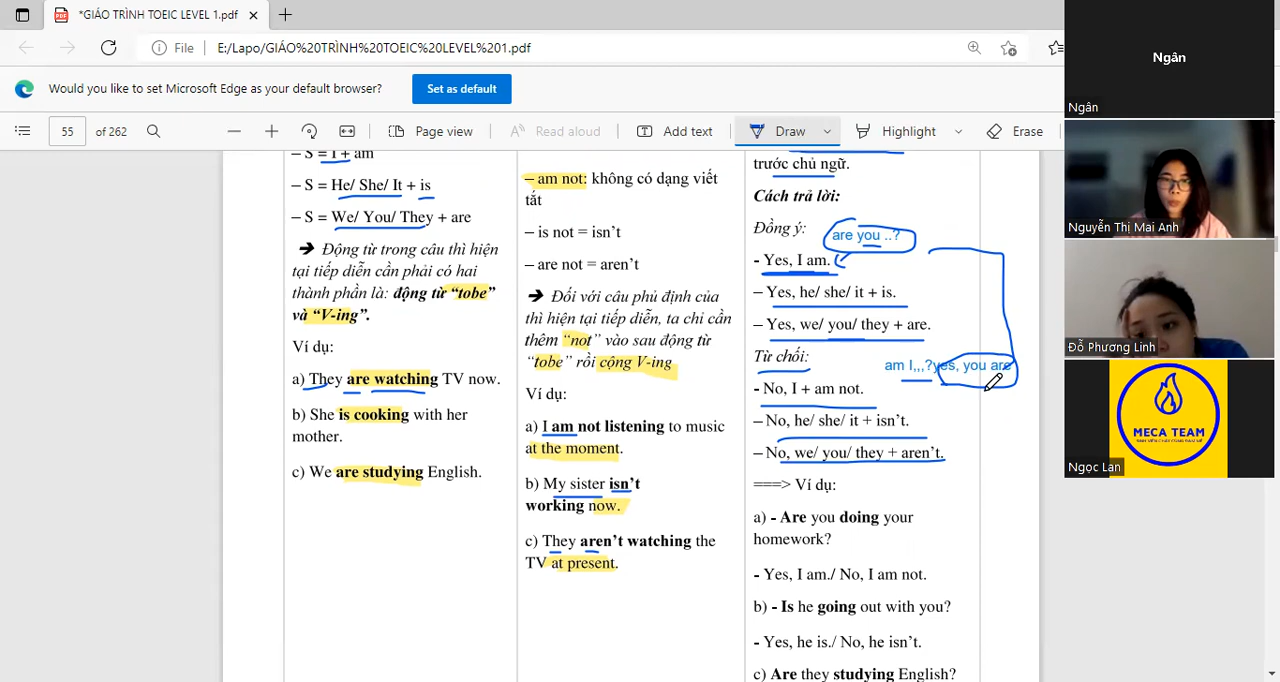 *GIÁO TRÌNH TOEIC LEVEL 1.pdf
File
E:/Lapo/GIÁO%20TRÌNH%20TOEIC%20LEVEL%201.pdf
Would you like to set Microsoft Edge as your default browser?
Set as default
55 of 262
Page view
Read aloud
Add text
Draw
Highlight
Erase
– S = I + am
– S = He/ She/ It + is
– S = We/ You/ They + are
➔ Động từ trong câu thì hiện
tại tiếp diễn cần phải có hai
thành phần là: động từ “tobe”
và “V-ing”.
Ví dụ:
a) They are watching TV now.
b) She is cooking with her
mother.
c) We are studying English.
– am not: không có dạng viết
tắt
– is not = isn’t
– are not = aren’t
➔ Đối với câu phủ định của
thì hiện tại tiếp diễn, ta chỉ cần
thêm “not” vào sau động từ
“tobe” rồi cộng V-ing
Ví dụ:
a) I am not listening to music
at the moment.
b) My sister isn’t
working now.
c) They aren’t watching the
TV at present.
trước chủ ngữ.
Cách trả lời:
Đồng ý:
are you ..?
- Yes, I am.
– Yes, he/ she/ it + is.
– Yes, we/ you/ they + are.
Từ chối:
am I,,,?yes, you are
- No, I + am not.
– No, he/ she/ it + isn’t.
– No, we/ you/ they + aren’t.
===> Ví dụ:
a) - Are you doing your
homework?
- Yes, I am./ No, I am not.
b) - Is he going out with you?
- Yes, he is./ No, he isn’t.
c) Are they studying English?
Ngân
Ngân
Nguyễn Thị Mai Anh
Đỗ Phương Linh
MECA TEAM
Ngọc Lan